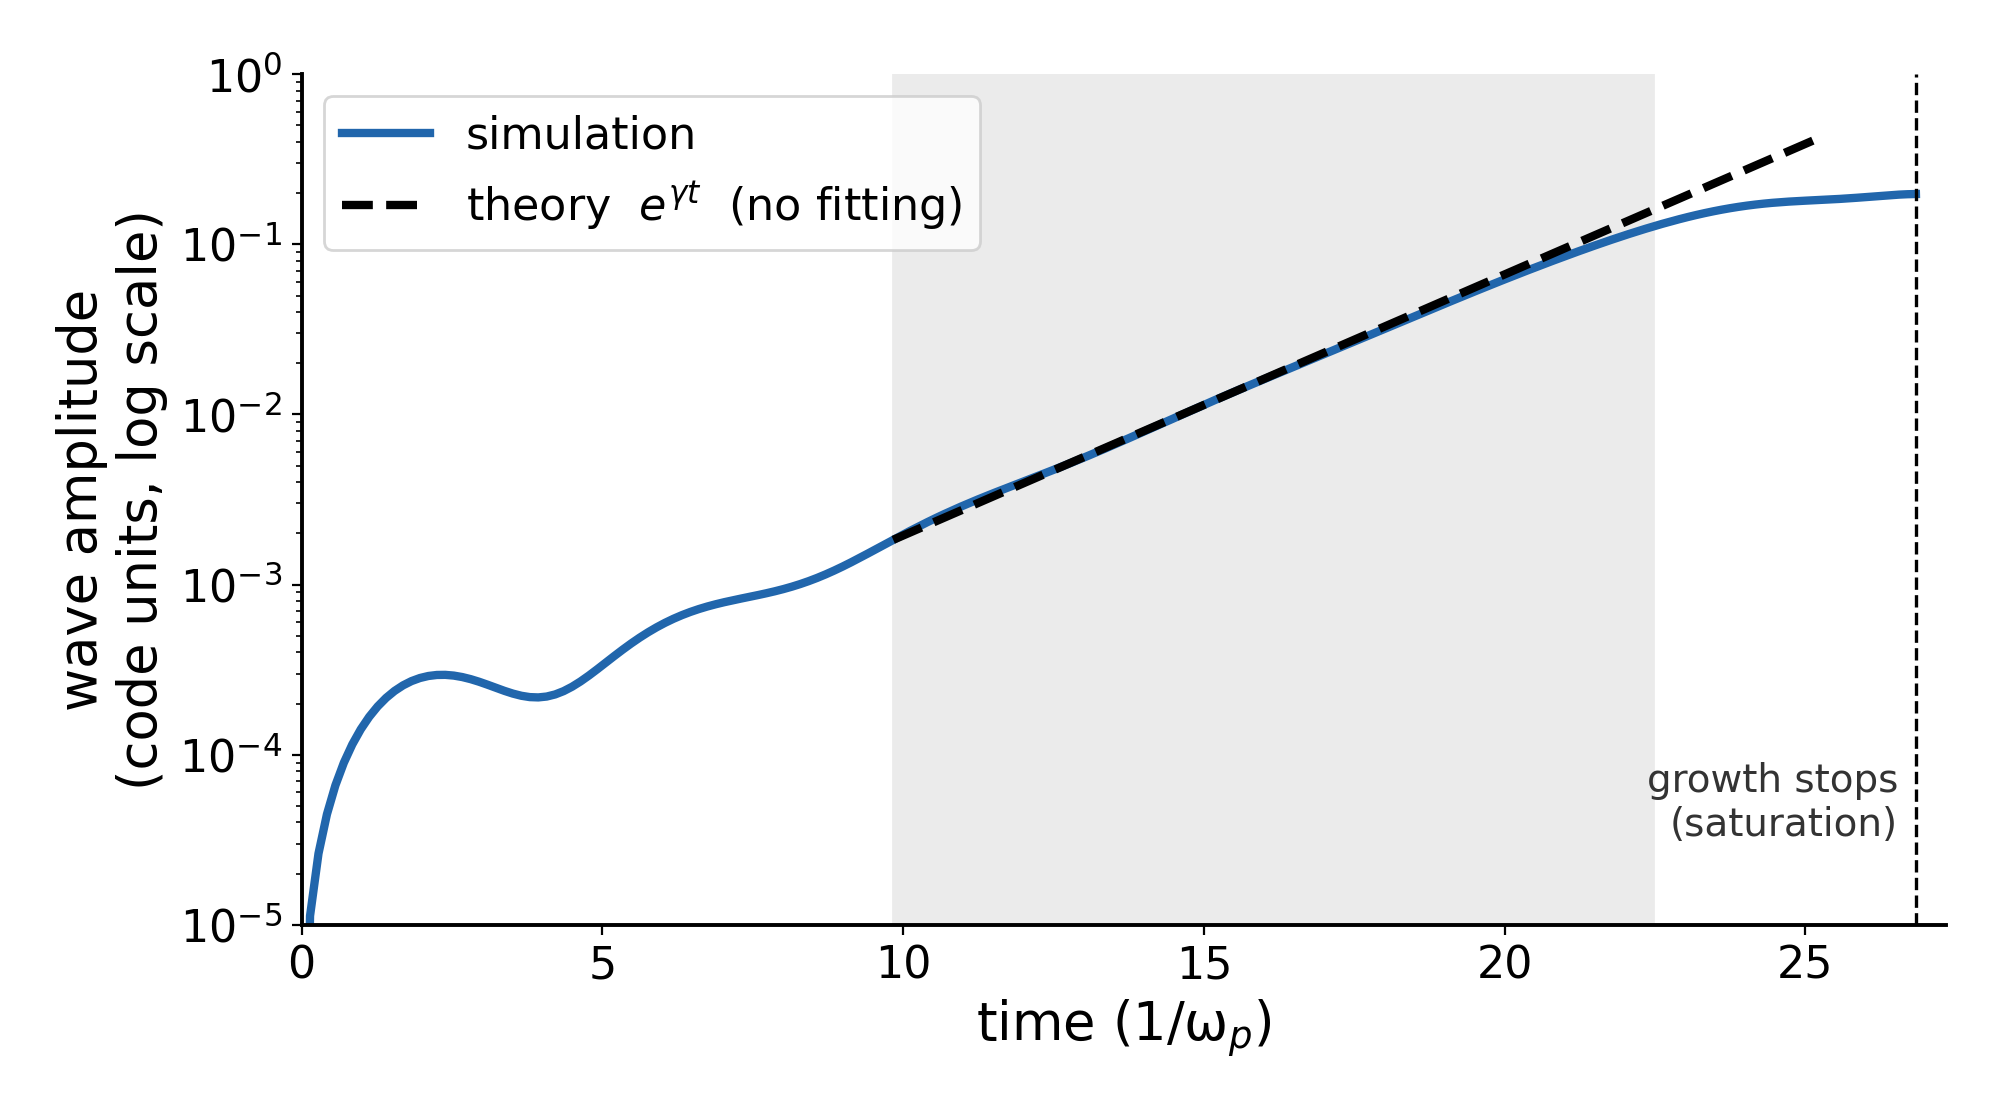 wave amplitude
(code units, log scale)
10⁰
10⁻¹
10⁻²
10⁻³
10⁻⁴
10⁻⁵
simulation
theory e^{γt} (no fitting)
growth stops
(saturation)
0 5 10 15 20 25
time (1/ωₚ)